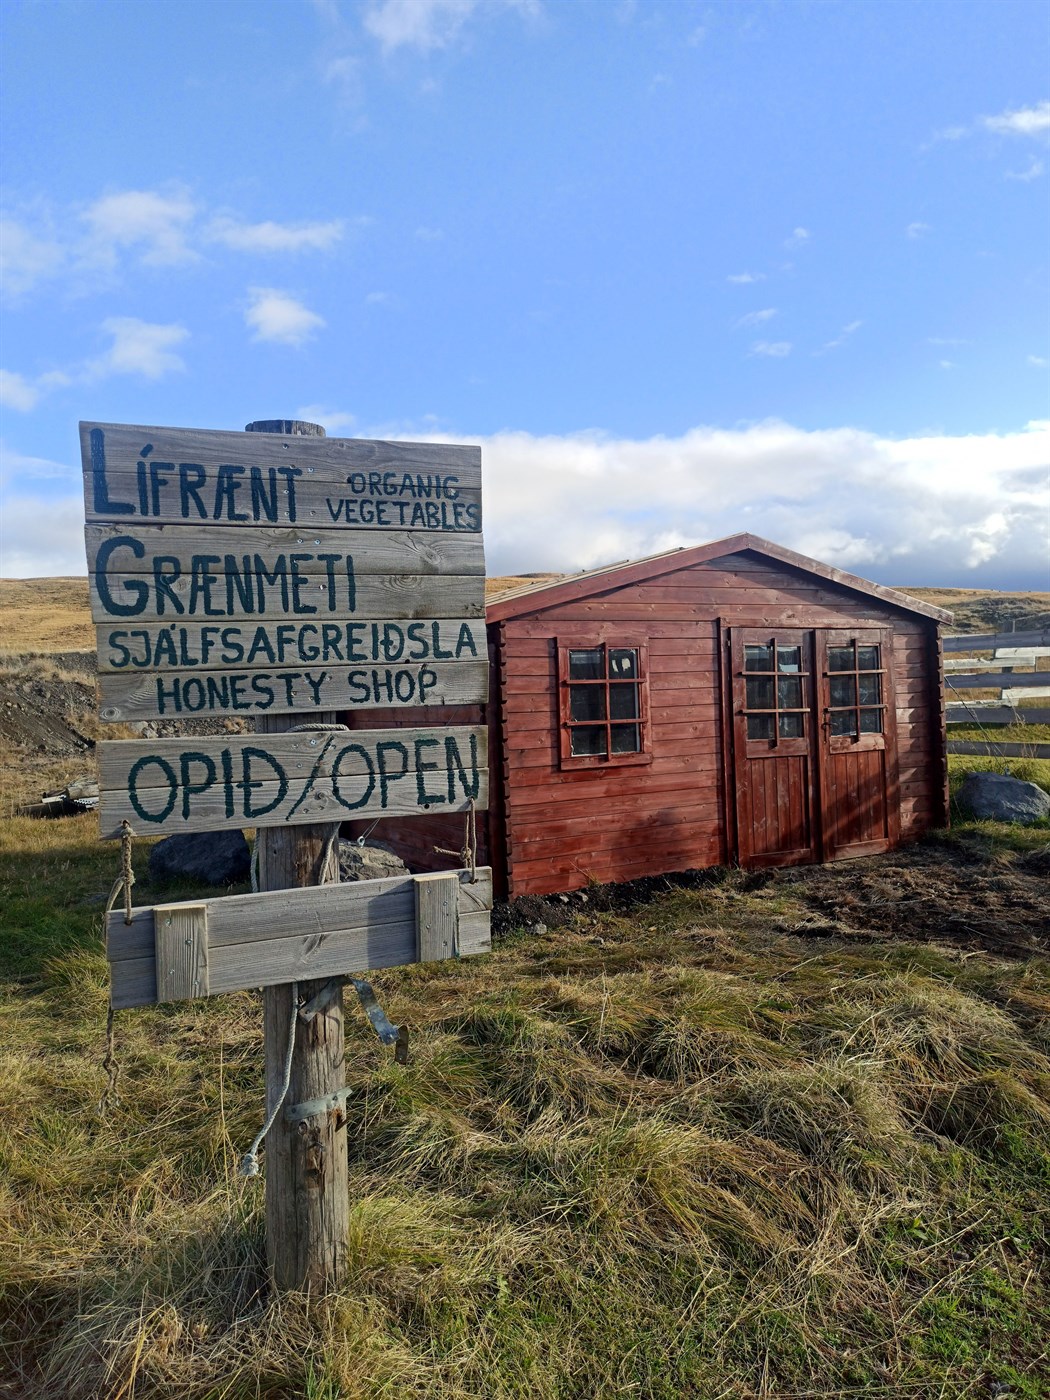 LÍFRÆNT ORGANIC
VEGETABLES
GRÆNMETI
SJÁLFSAFGREIÐSLA
HONESTY SHOP
OPIÐ/OPEN